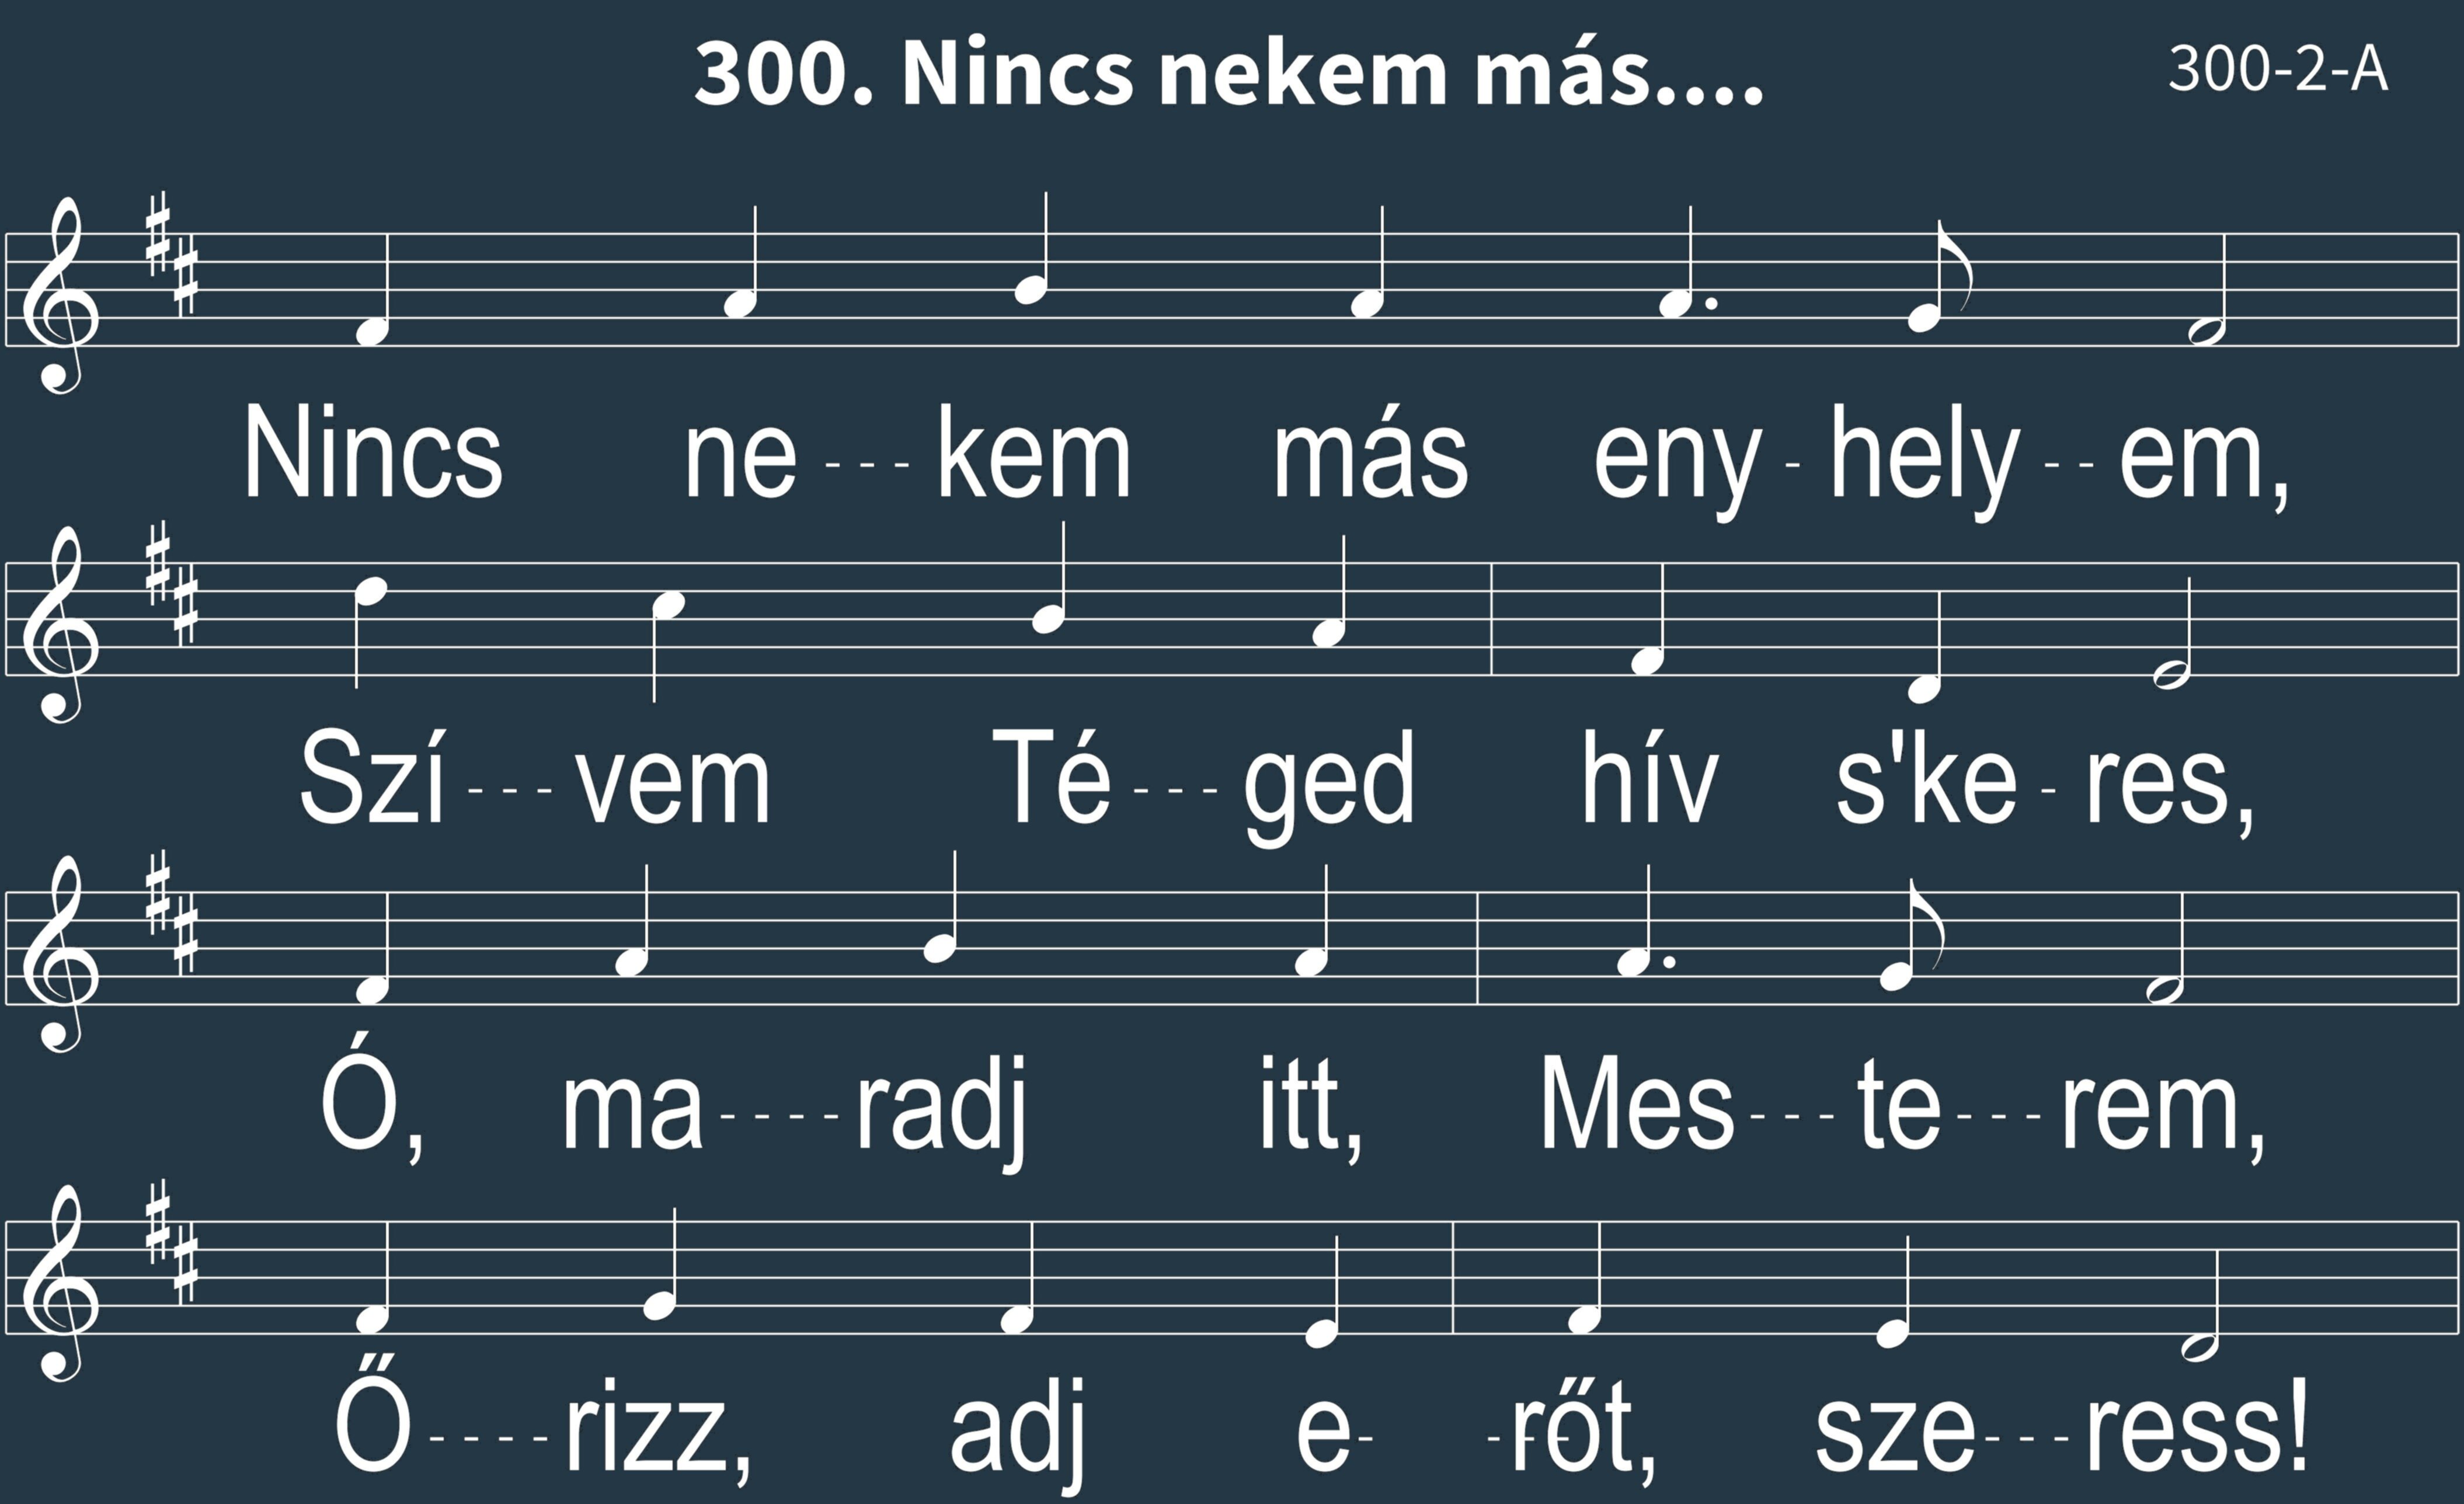 300. Nincs nekem más.....
300-2-A
Nincs ne---kem más eny-hely--em,
Szí---vem Té---ged hív s'ke-res,
Ó, ma----radj itt, Mes---te---rem,
Ő----rizz, adj e- --rőt, sze---ress!